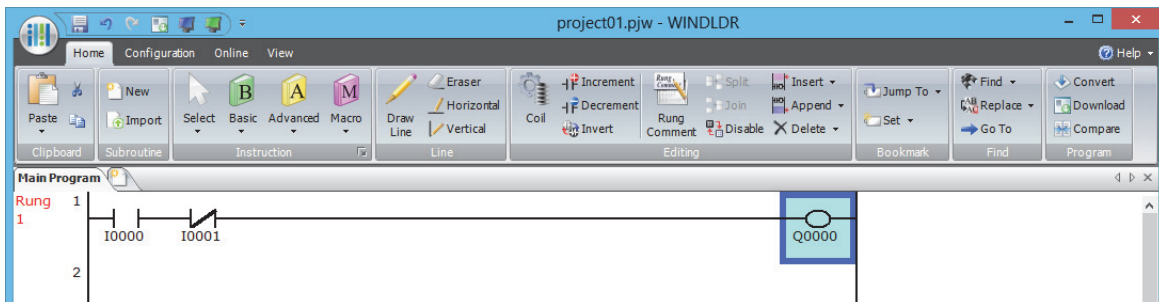 project01.pjw - WINDLDR
Home Configuration Online View Help
Paste
New
Import
Select Basic Advanced Macro
B A M
Draw Line
Eraser
Horizontal
Vertical
Coil
Increment
Decrement
Invert
Rung Comment
Rung Comment
Split
Join
Disable
Insert
Append
Delete
Jump To
Set
Find
Replace
Go To
Convert
Download
Compare
Clipboard Subroutine Instruction Line Editing Bookmark Find Program
Main Program
Rung 1
1
I0000 I0001 Q0000
2